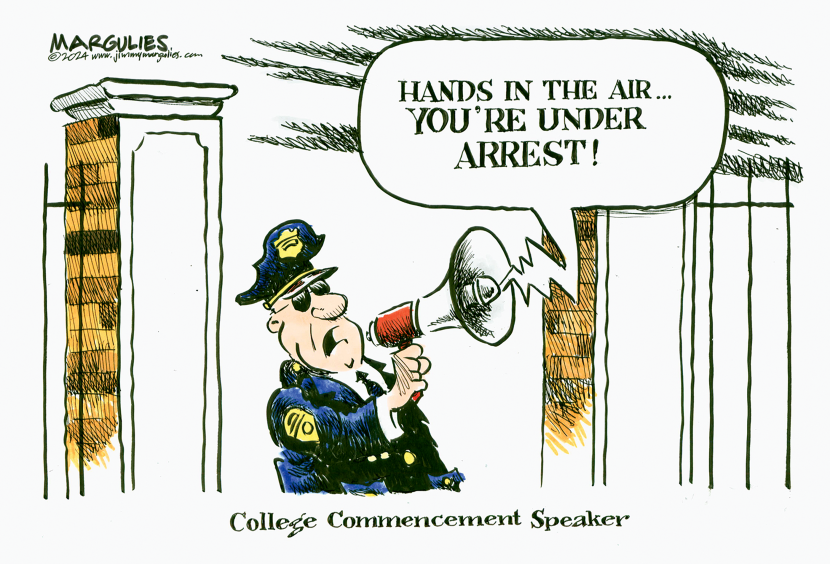 MARGULIES
©2024 www.jimmymargulies.com
HANDS IN THE AIR...
YOU'RE UNDER
ARREST!
College Commencement Speaker